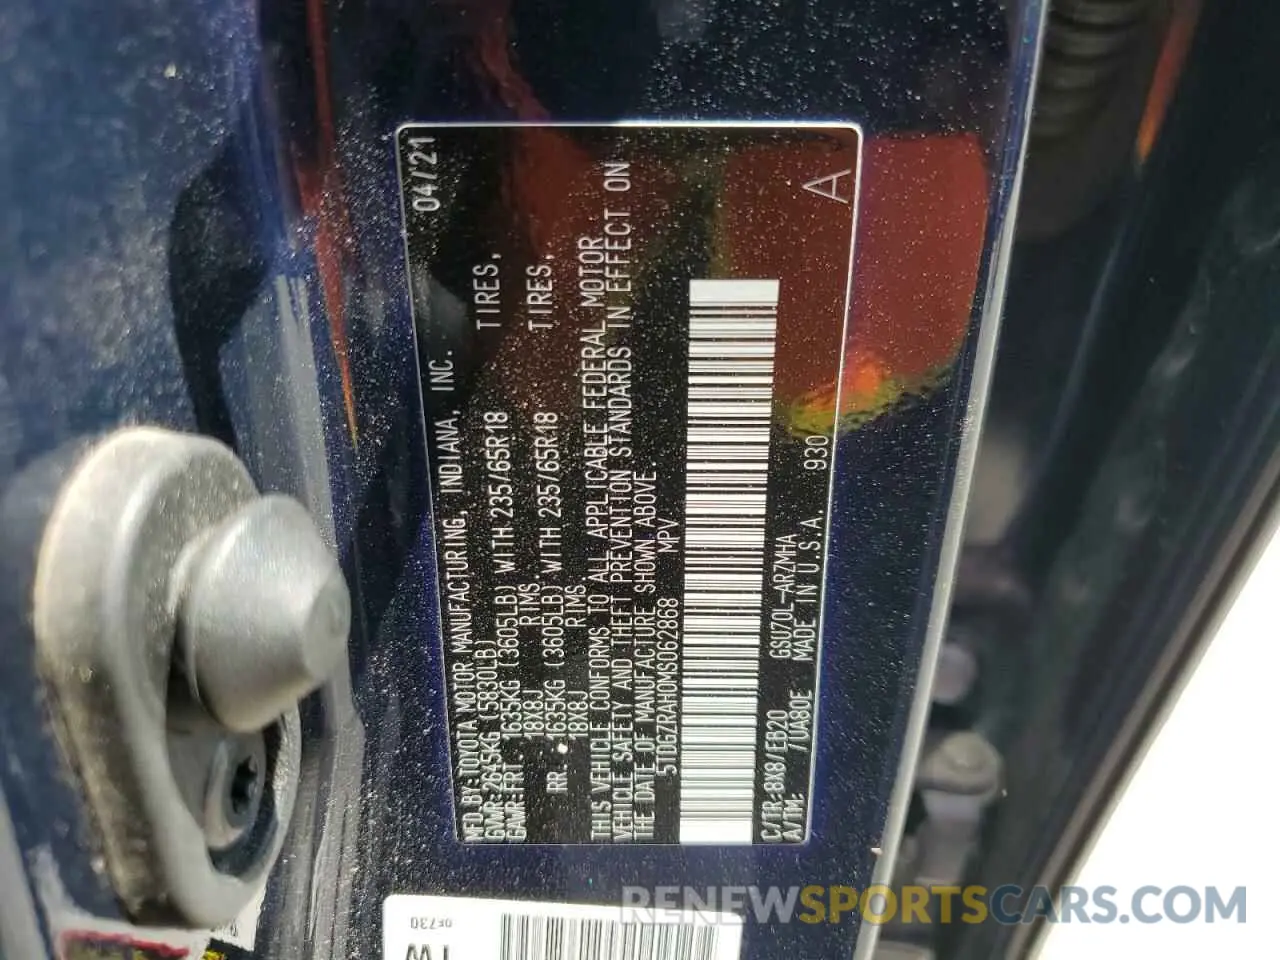 MFD.BY:TOYOTA MOTOR MANUFACTURING, INDIANA, INC. 04/21
GVWR:2645KG (5830LB)
GAWR:FRT. 1635KG (3605LB) WITH 235/65R18 TIRES,
18X8J RIMS.
RR. 1635KG (3605LB) WITH 235/65R18 TIRES,
18X8J RIMS.
THIS VEHICLE CONFORMS TO ALL APPLICABLE FEDERAL MOTOR
VEHICLE SAFETY AND THEFT PREVENTION STANDARDS IN EFFECT ON
THE DATE OF MANUFACTURE SHOWN ABOVE.
5TDGZRAH0MS062868 MPV
C/TR:8X8/EB20 GSU70L-ARZMHA
A/TM: /UA80E MADE IN U.S.A. 930
A
0F730
RENEWSPORTSCARS.COM